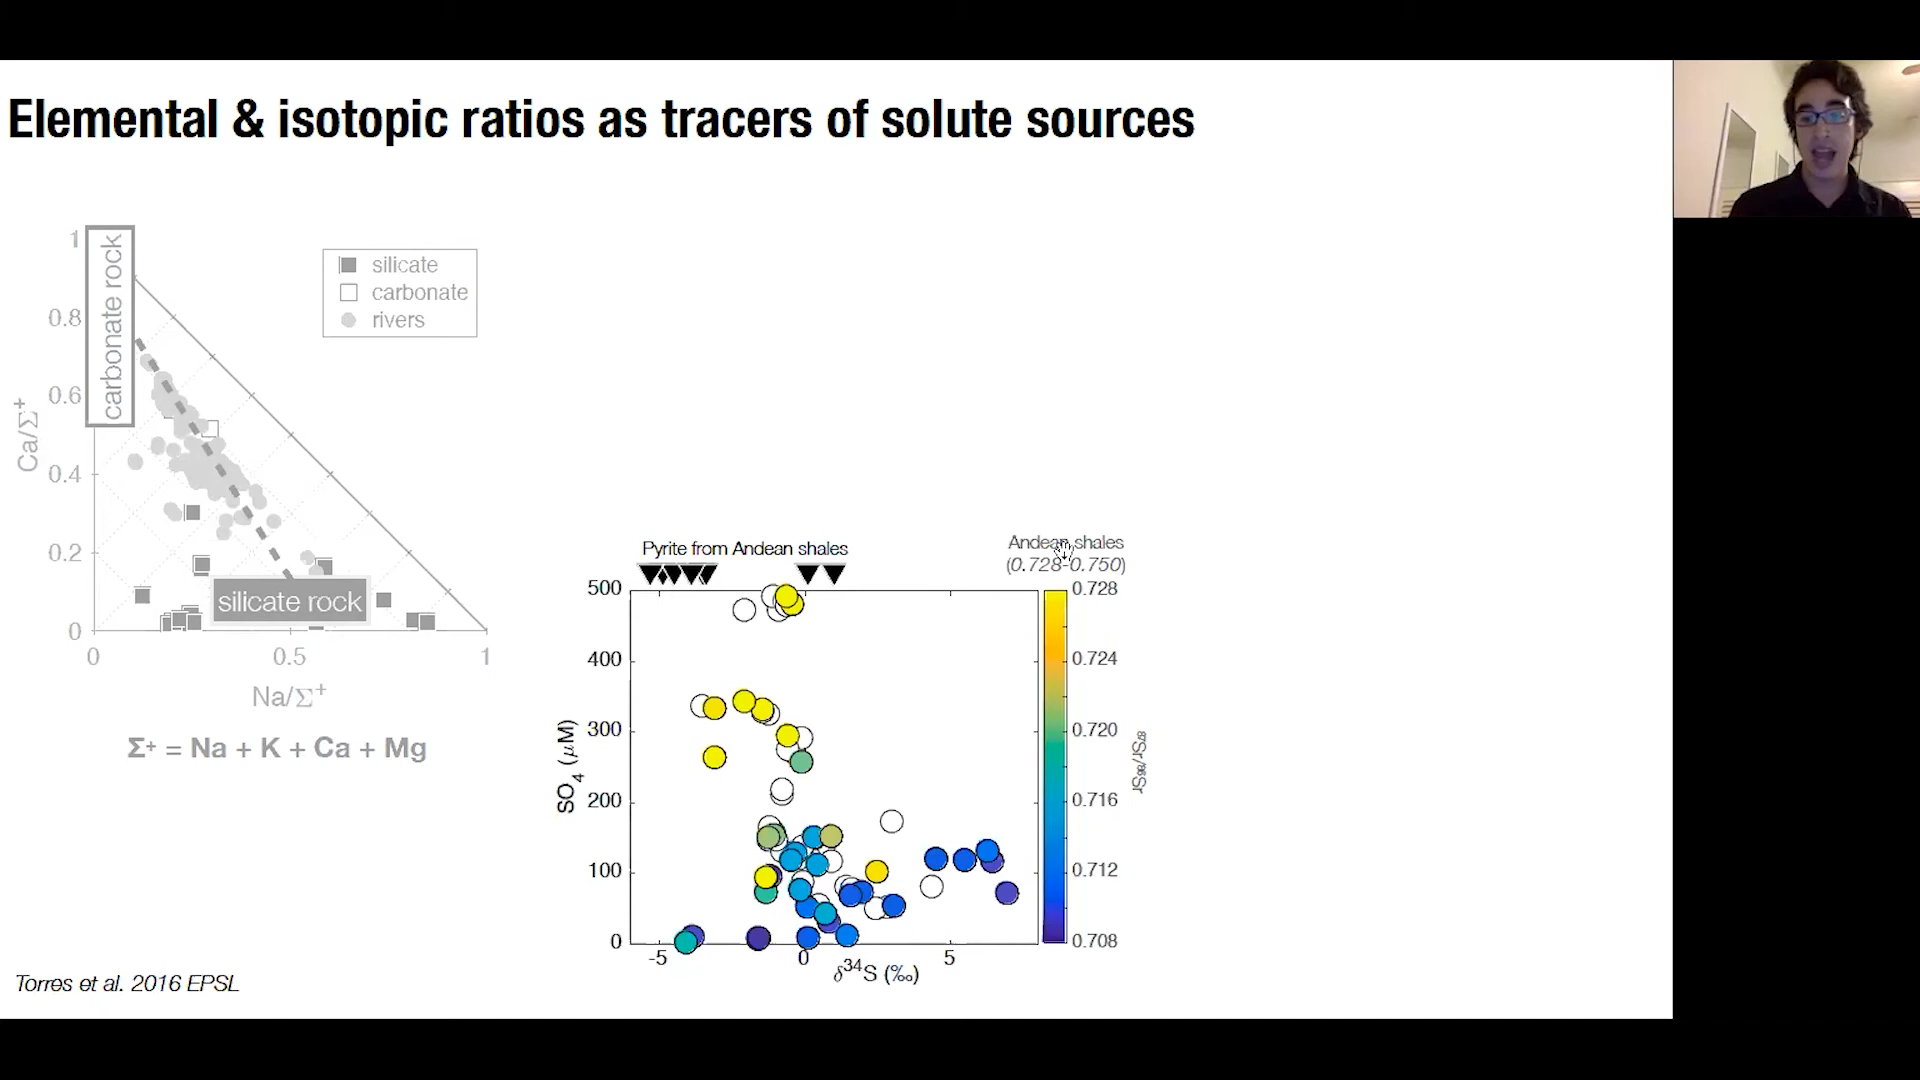 Elemental & isotopic ratios as tracers of solute sources
1
0.8
0.6
0.4
0.2
0
Ca/Σ⁺
carbonate rock
silicate
carbonate
rivers
silicate rock
0
0.5
1
Na/Σ⁺
Σ⁺ = Na + K + Ca + Mg
Pyrite from Andean shales
Andean shales
(0.728-0.750)
500
400
300
200
100
0
SO₄ (μM)
-5
0
5
δ³⁴S (‰)
0.728
0.724
0.720
0.716
0.712
0.708
⁸⁷Sr/⁸⁶Sr
Torres et al. 2016 EPSL